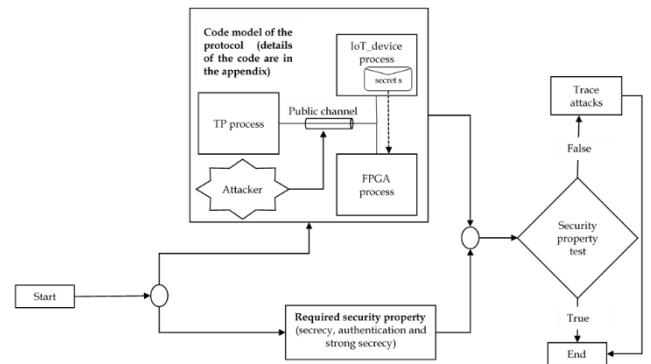 Code model of the
protocol (details
of the code are in
the appendix)
IoT_device
process
secret s
Public channel
TP process
Attacker
FPGA
process
Trace
attacks
False
Security
property
test
True
End
Start
Required security property
(secrecy, authentication and
strong secrecy)